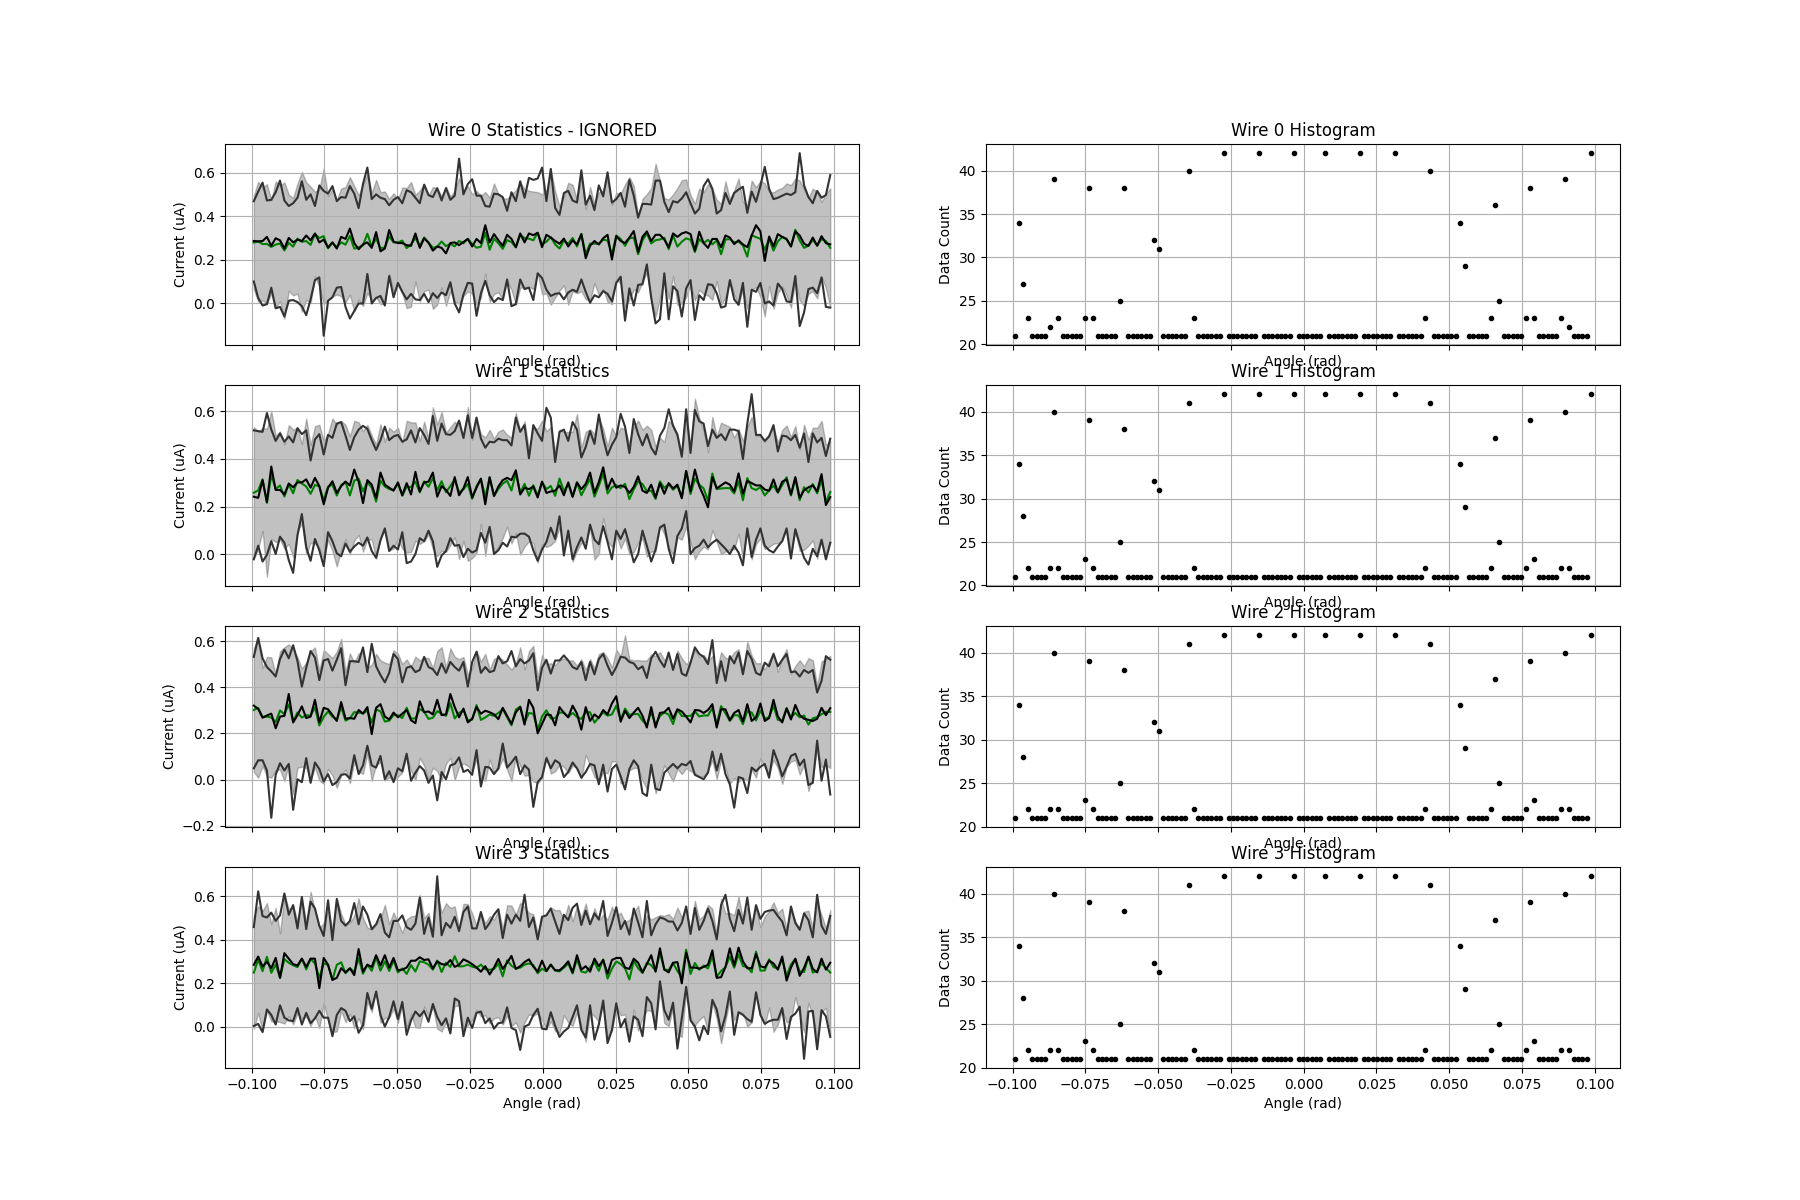 Wire 0 Statistics - IGNORED
Current (uA)
0.6
0.4
0.2
0.0
Angle (rad)
Wire 0 Histogram
Data Count
40
35
30
25
20
Angle (rad)
Wire 1 Statistics
Current (uA)
0.6
0.4
0.2
0.0
Angle (rad)
Wire 1 Histogram
Data Count
40
35
30
25
20
Angle (rad)
Wire 2 Statistics
Current (uA)
0.6
0.4
0.2
0.0
−0.2
Angle (rad)
Wire 2 Histogram
Data Count
40
35
30
25
20
Angle (rad)
Wire 3 Statistics
Current (uA)
0.6
0.4
0.2
0.0
−0.100 −0.075 −0.050 −0.025 0.000 0.025 0.050 0.075 0.100
Angle (rad)
Wire 3 Histogram
Data Count
40
35
30
25
20
−0.100 −0.075 −0.050 −0.025 0.000 0.025 0.050 0.075 0.100
Angle (rad)